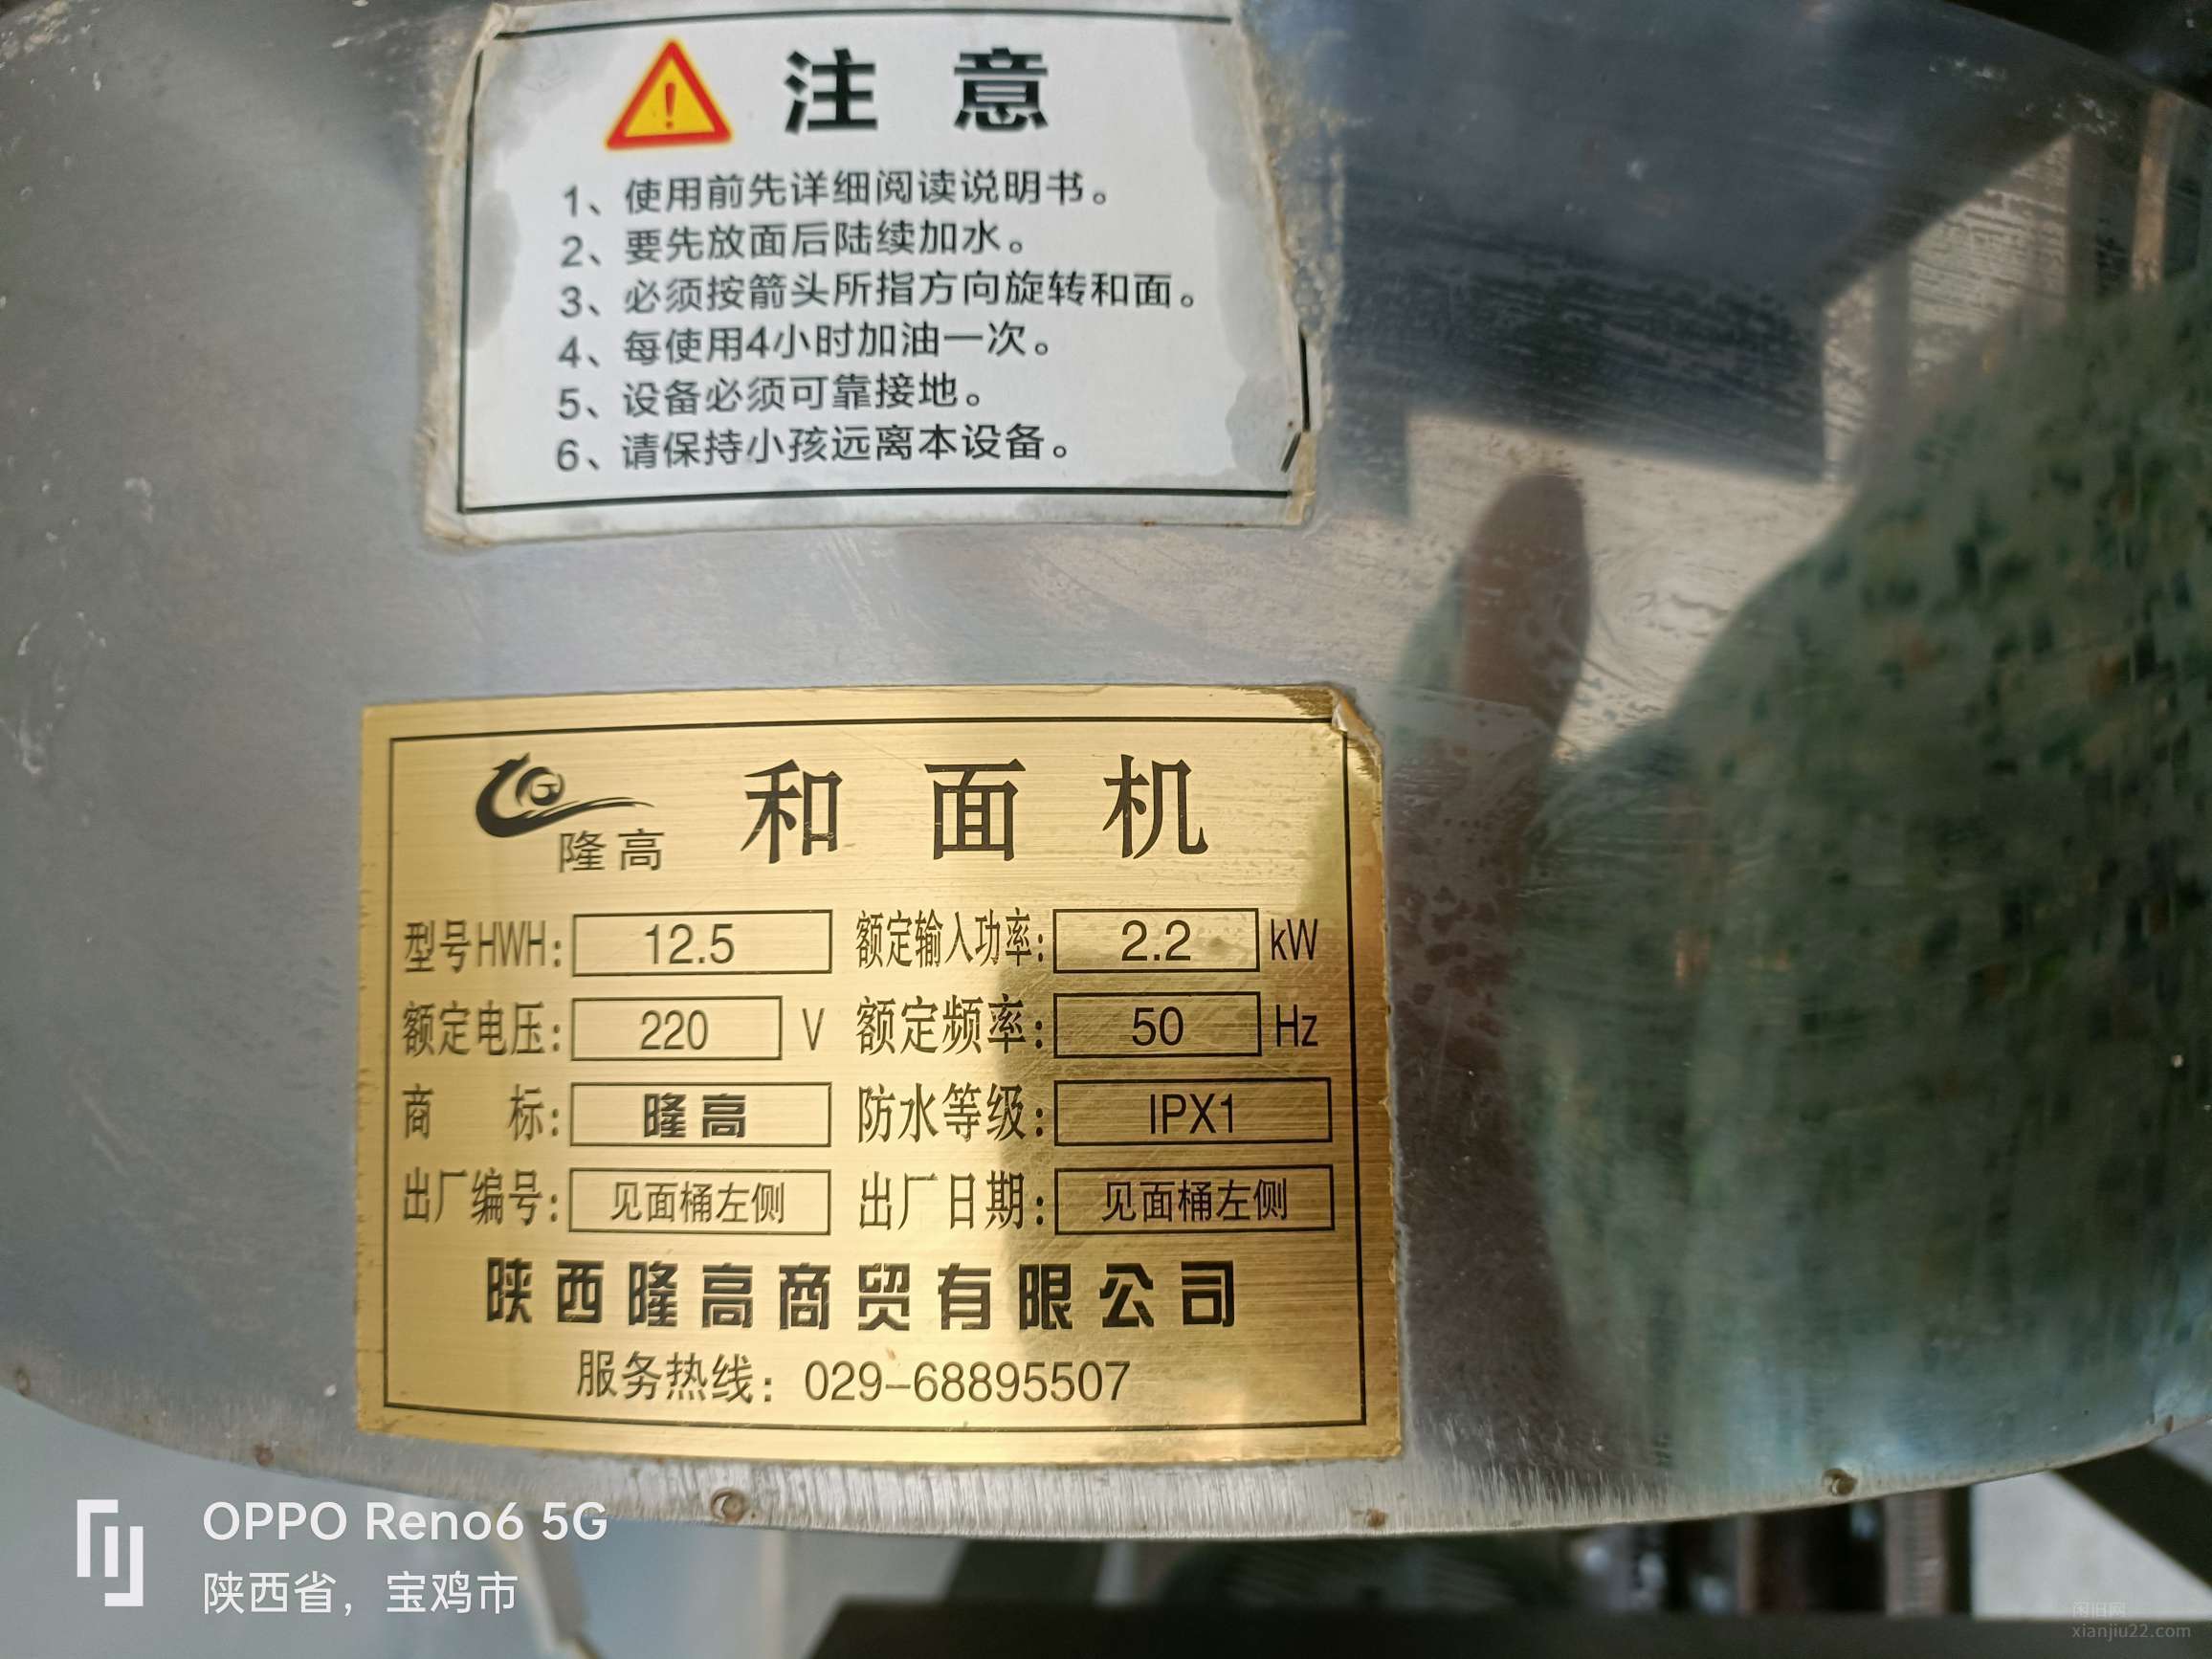 注意
1、使用前先详细阅读说明书。
2、要先放面后陆续加水。
3、必须按箭头所指方向旋转和面。
4、每使用4小时加油一次。
5、设备必须可靠接地。
6、请保持小孩远离本设备。
隆高 和面机
型号HWH: 12.5 额定输入功率: 2.2 kW
额定电压: 220 V 额定频率: 50 Hz
商标: 隆高 防水等级: IPX1
出厂编号: 见面桶左侧 出厂日期: 见面桶左侧
陕西隆高商贸有限公司
服务热线: 029-68895507
OPPO Reno6 5G
陕西省，宝鸡市
闲旧网
xianjiu22.com